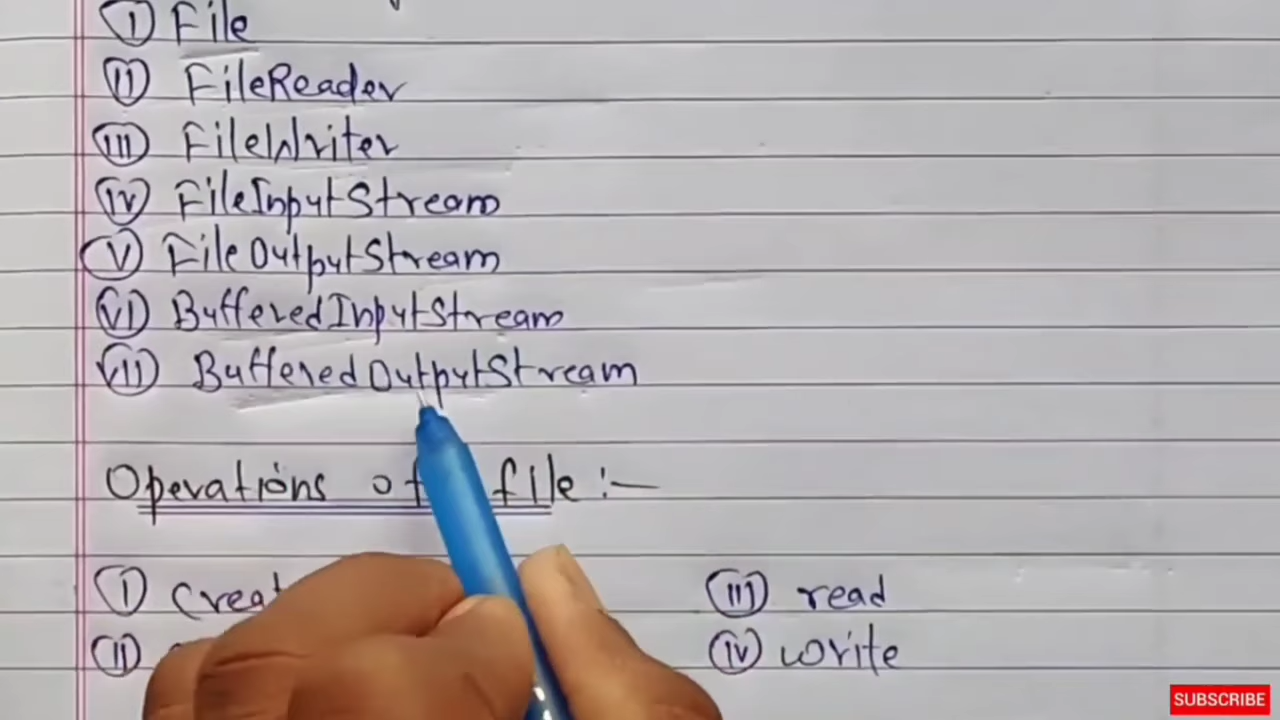 I File
II FileReader
III FileWriter
IV FileInputStream
V FileOutputStream
VI BufferedInputStream
VII BufferedOutputStream
Operations of file :-
I
III read
II
IV write
SUBSCRIBE